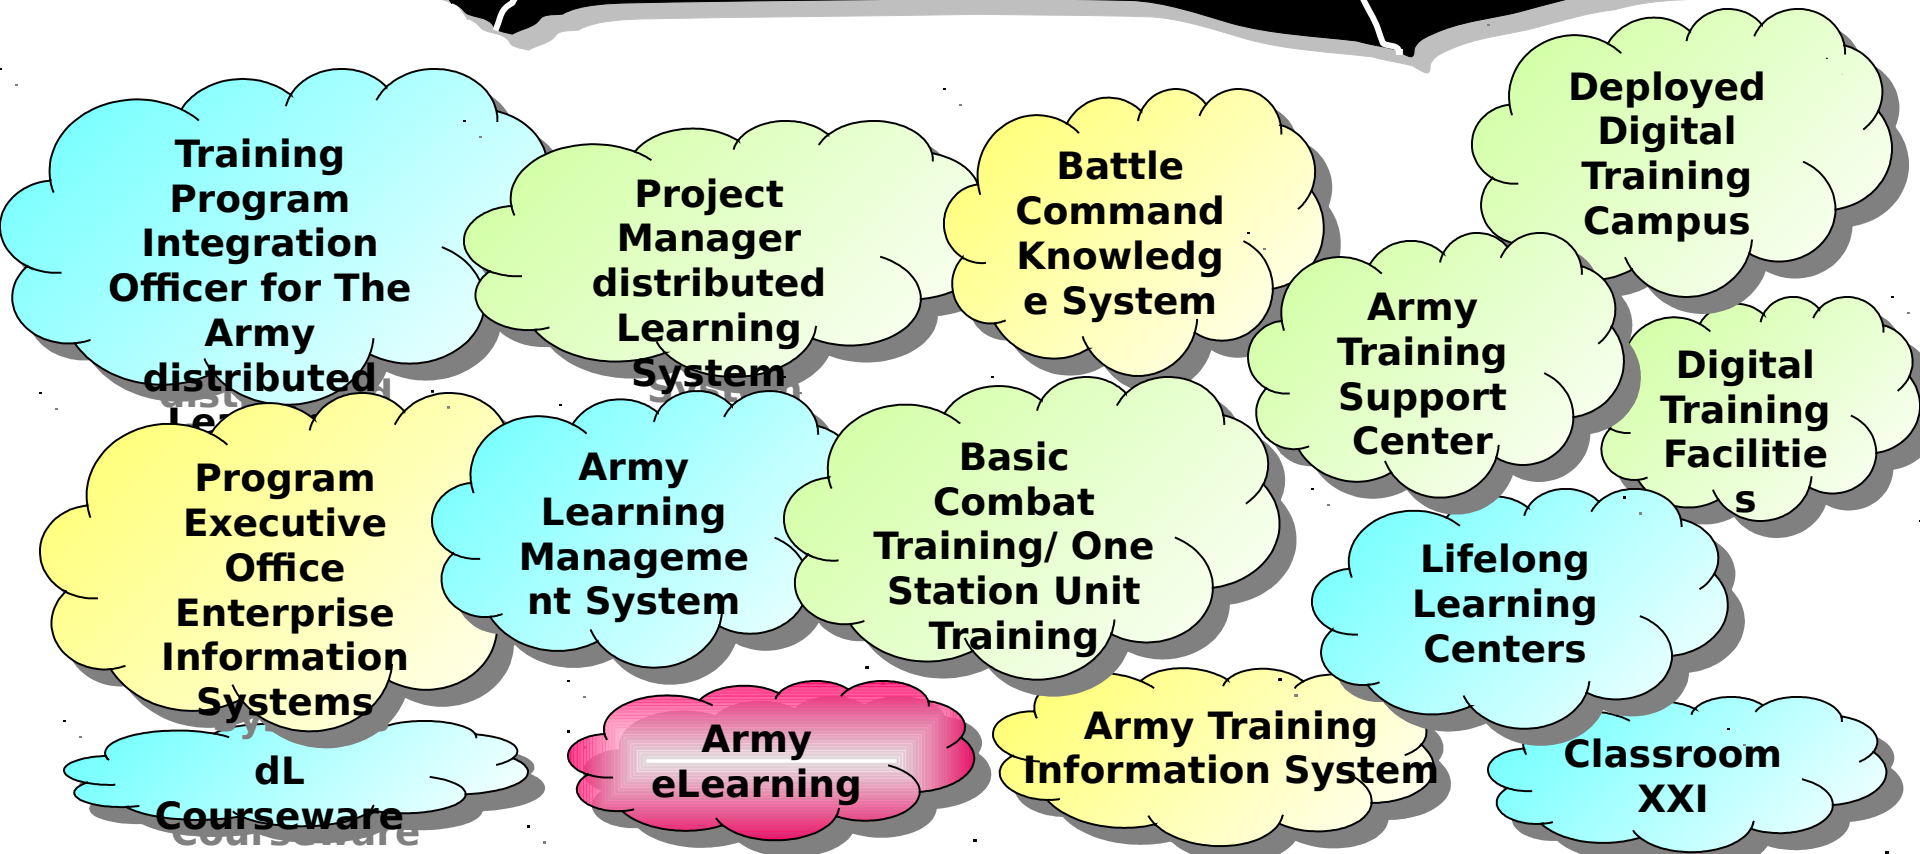 Training
Program
Integration
Officer for The
Army
distributed
Project
Manager
distributed
Learning
System
Battle
Command
Knowledg
e System
Deployed
Digital
Training
Campus
Army
Training
Support
Center
Digital
Training
Facilitie
s
Program
Executive
Office
Enterprise
Information
Systems
Army
Learning
Manageme
nt System
Basic
Combat
Training/ One
Station Unit
Training
Lifelong
Learning
Centers
dL
Courseware
Army
eLearning
Army Training
Information System
Classroom
XXI